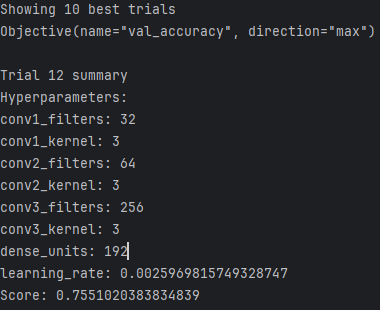 Showing 10 best trials
Objective(name="val_accuracy", direction="max")
Trial 12 summary
Hyperparameters:
conv1_filters: 32
conv1_kernel: 3
conv2_filters: 64
conv2_kernel: 3
conv3_filters: 256
conv3_kernel: 3
dense_units: 192
learning_rate: 0.0025969815749328747
Score: 0.7551020383834839